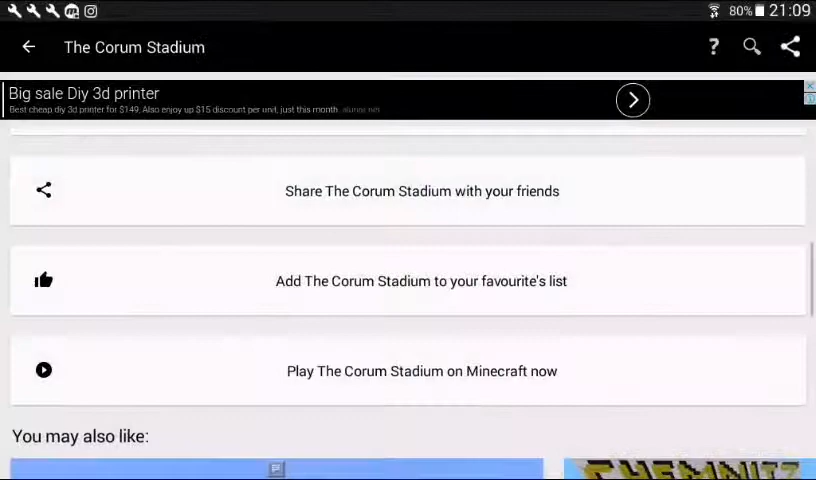 80% 21:09
The Corum Stadium
?
Big sale Diy 3d printer
Best cheap diy 3d printer for $149. Also enjoy up $15 discount per unit, just this month.
Share The Corum Stadium with your friends
Add The Corum Stadium to your favourite's list
Play The Corum Stadium on Minecraft now
You may also like:
CHEMNITZ